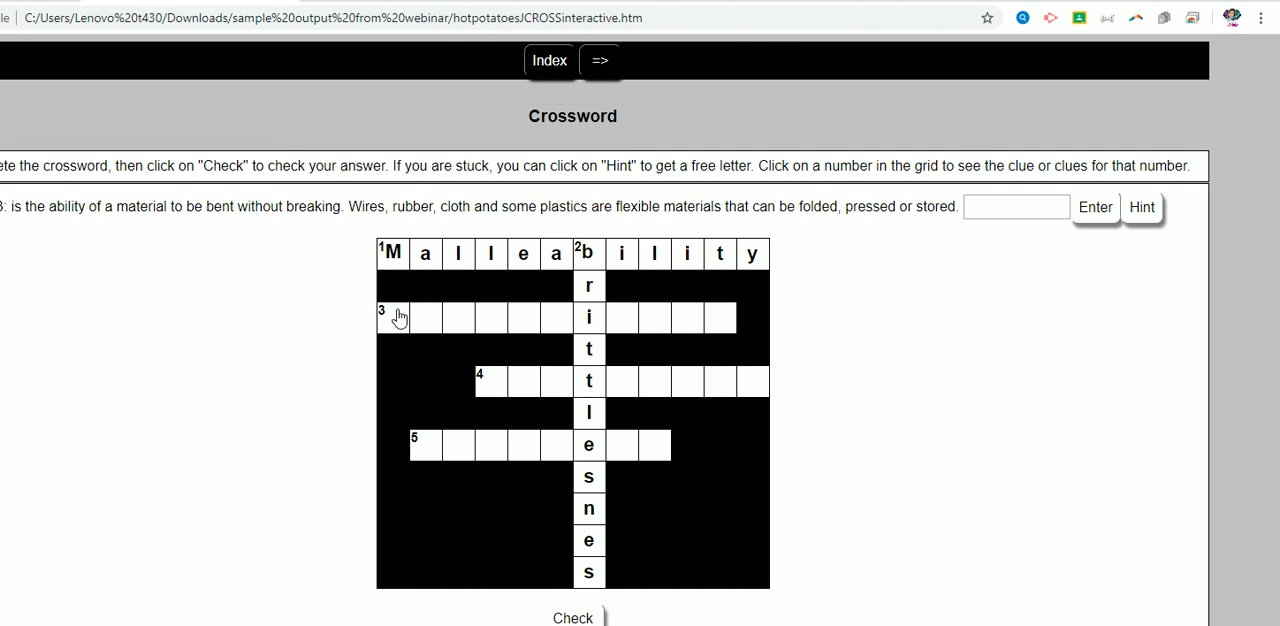 le C:/Users/Lenovo%20t430/Downloads/sample%20output%20from%20webinar/hotpotatoesJCROSSinteractive.htm
Index =>
Crossword
ete the crossword, then click on "Check" to check your answer. If you are stuck, you can click on "Hint" to get a free letter. Click on a number in the grid to see the clue or clues for that number.
3: is the ability of a material to be bent without breaking. Wires, rubber, cloth and some plastics are flexible materials that can be folded, pressed or stored. Enter Hint
1 M a l l e a 2 b i l i t y
r
3 i
t
4 t
l
5 e
s
n
e
s
Check